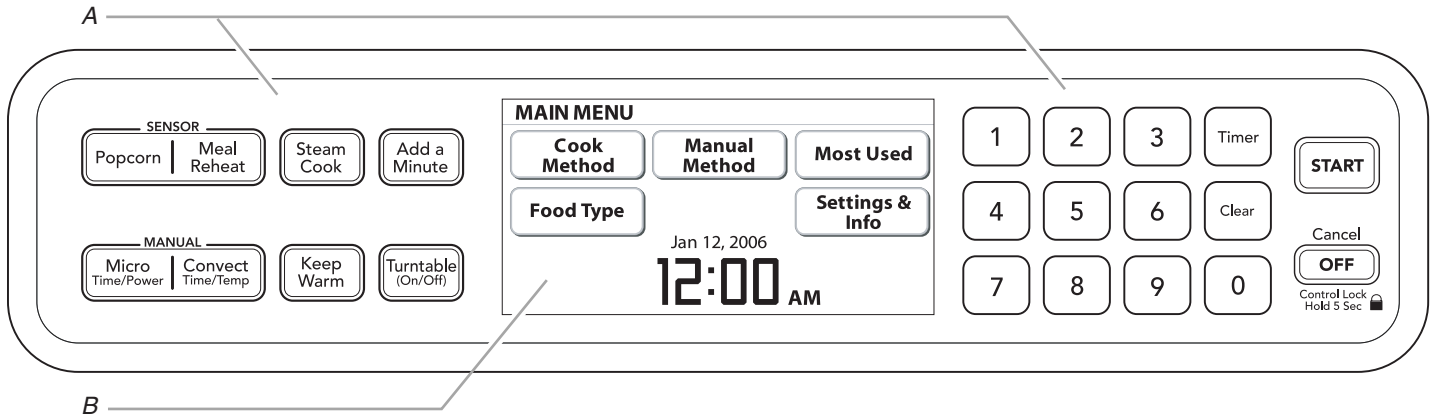 A
SENSOR
Popcorn
Meal
Reheat
Steam
Cook
Add a
Minute
MANUAL
Micro
Time/Power
Convect
Time/Temp
Keep
Warm
Turntable
(On/Off)
MAIN MENU
Cook
Method
Manual
Method
Most Used
Food Type
Settings &
Info
Jan 12, 2006
12:00 AM
1 2 3 Timer
4 5 6 Clear
7 8 9 0
START
Cancel
OFF
Control Lock
Hold 5 Sec
B